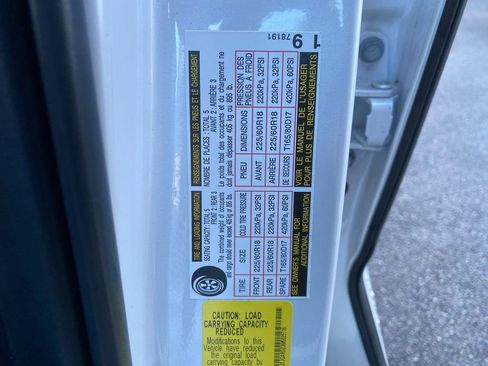 TIRE AND LOADING INFORMATION
SEATING CAPACITY: TOTAL 5
FRONT 2: REAR 3
The combined weight of occupants
and cargo should never exceed 405 kg or 895 lbs.
TIRE SIZE COLD TIRE PRESSURE
FRONT 225/60R18 220kPa, 32PSI
REAR 225/60R18 220kPa, 32PSI
SPARE T165/80D17 420kPa, 60PSI
SEE OWNER'S MANUAL FOR
ADDITIONAL INFORMATION
RENSEIGNEMENTS SUR LES PNEUS ET LE CHARGEMENT
NOMBRE DE PLACES : TOTAL 5
AVANT 2 : ARRIÈRE 3
Le poids total des occupants et du chargement ne
doit jamais dépasser 405 kg ou 895 lb.
PNEU DIMENSIONS PRESSION DES
PNEUS À FROID
AVANT 225/60R18 220kPa, 32PSI
ARRIÈRE 225/60R18 220kPa, 32PSI
DE SECOURS T165/80D17 420kPa, 60PSI
VOIR LE MANUEL DE L'USAGER
POUR PLUS DE RENSEIGNEMENTS
1 9
78191
CAUTION: LOAD
CARRYING CAPACITY
REDUCED
Modifications to this
Vehicle have reduced
the original load
carrying capacity by